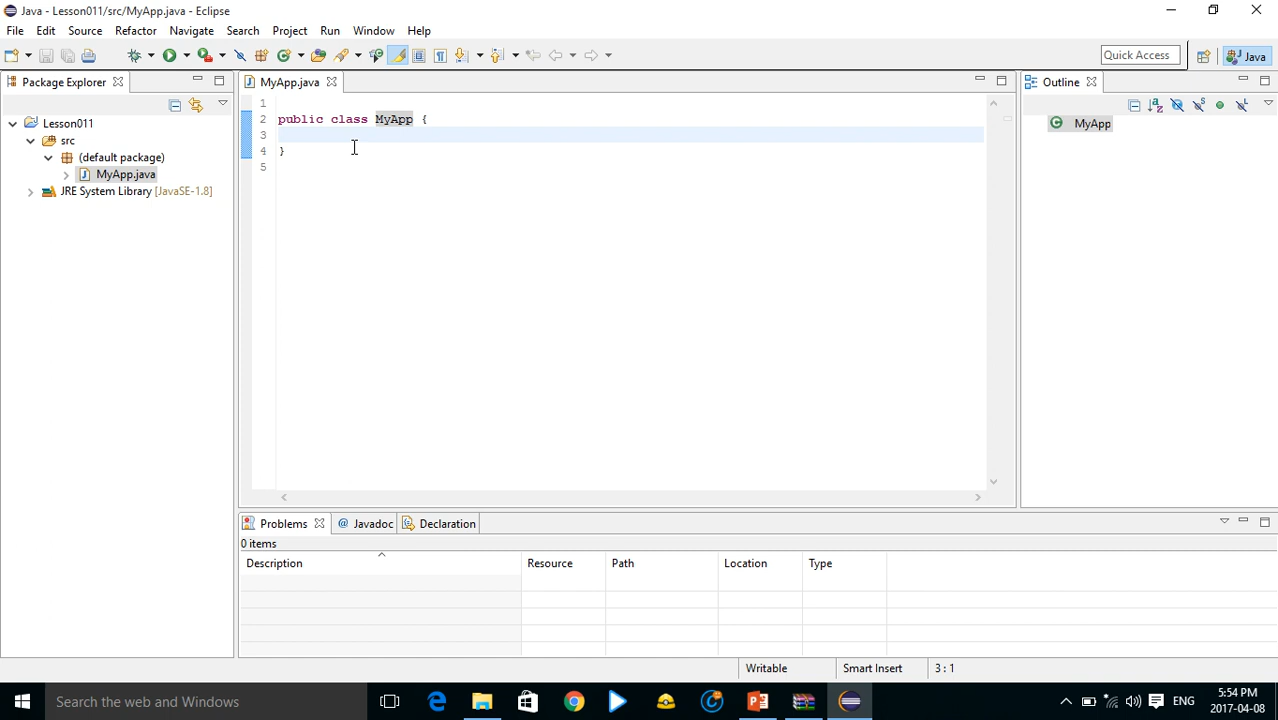 Java - Lesson011/src/MyApp.java - Eclipse
File Edit Source Refactor Navigate Search Project Run Window Help
Quick Access
Java
Package Explorer
MyApp.java
Outline
1
2 public class MyApp {
3
4 }
5
Lesson011
src
(default package)
MyApp.java
JRE System Library [JavaSE-1.8]
MyApp
Problems @ Javadoc Declaration
0 items
Description Resource Path Location Type
Writable Smart Insert 3 : 1
Search the web and Windows
ENG
5:54 PM
2017-04-08